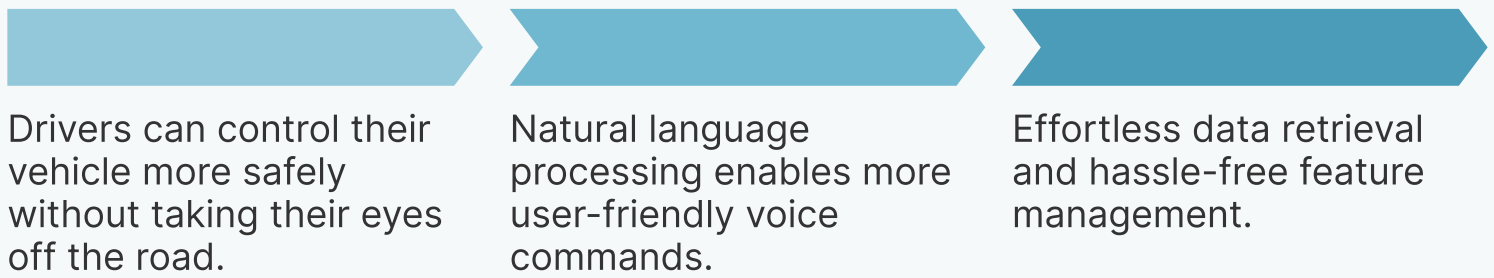 Drivers can control their
vehicle more safely
without taking their eyes
off the road.
Natural language
processing enables more
user-friendly voice
commands.
Effortless data retrieval
and hassle-free feature
management.